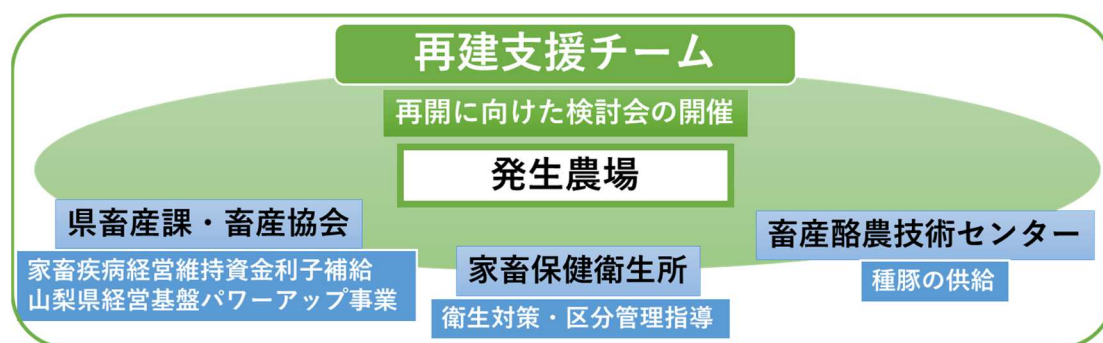 再建支援チーム
再開に向けた検討会の開催
発生農場
県畜産課・畜産協会
家畜疾病経営維持資金利子補給
山梨県経営基盤パワーアップ事業
家畜保健衛生所
衛生対策・区分管理指導
畜産酪農技術センター
種豚の供給